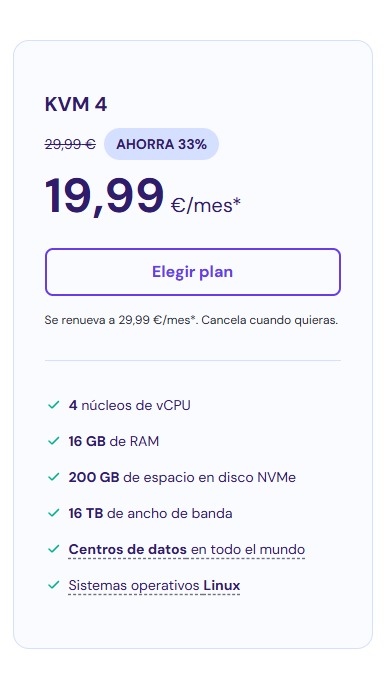 KVM 4
29,99 € AHORRA 33%
19,99 €/mes*
Elegir plan
Se renueva a 29,99 €/mes*. Cancela cuando quieras.
4 núcleos de vCPU
16 GB de RAM
200 GB de espacio en disco NVMe
16 TB de ancho de banda
Centros de datos en todo el mundo
Sistemas operativos Linux